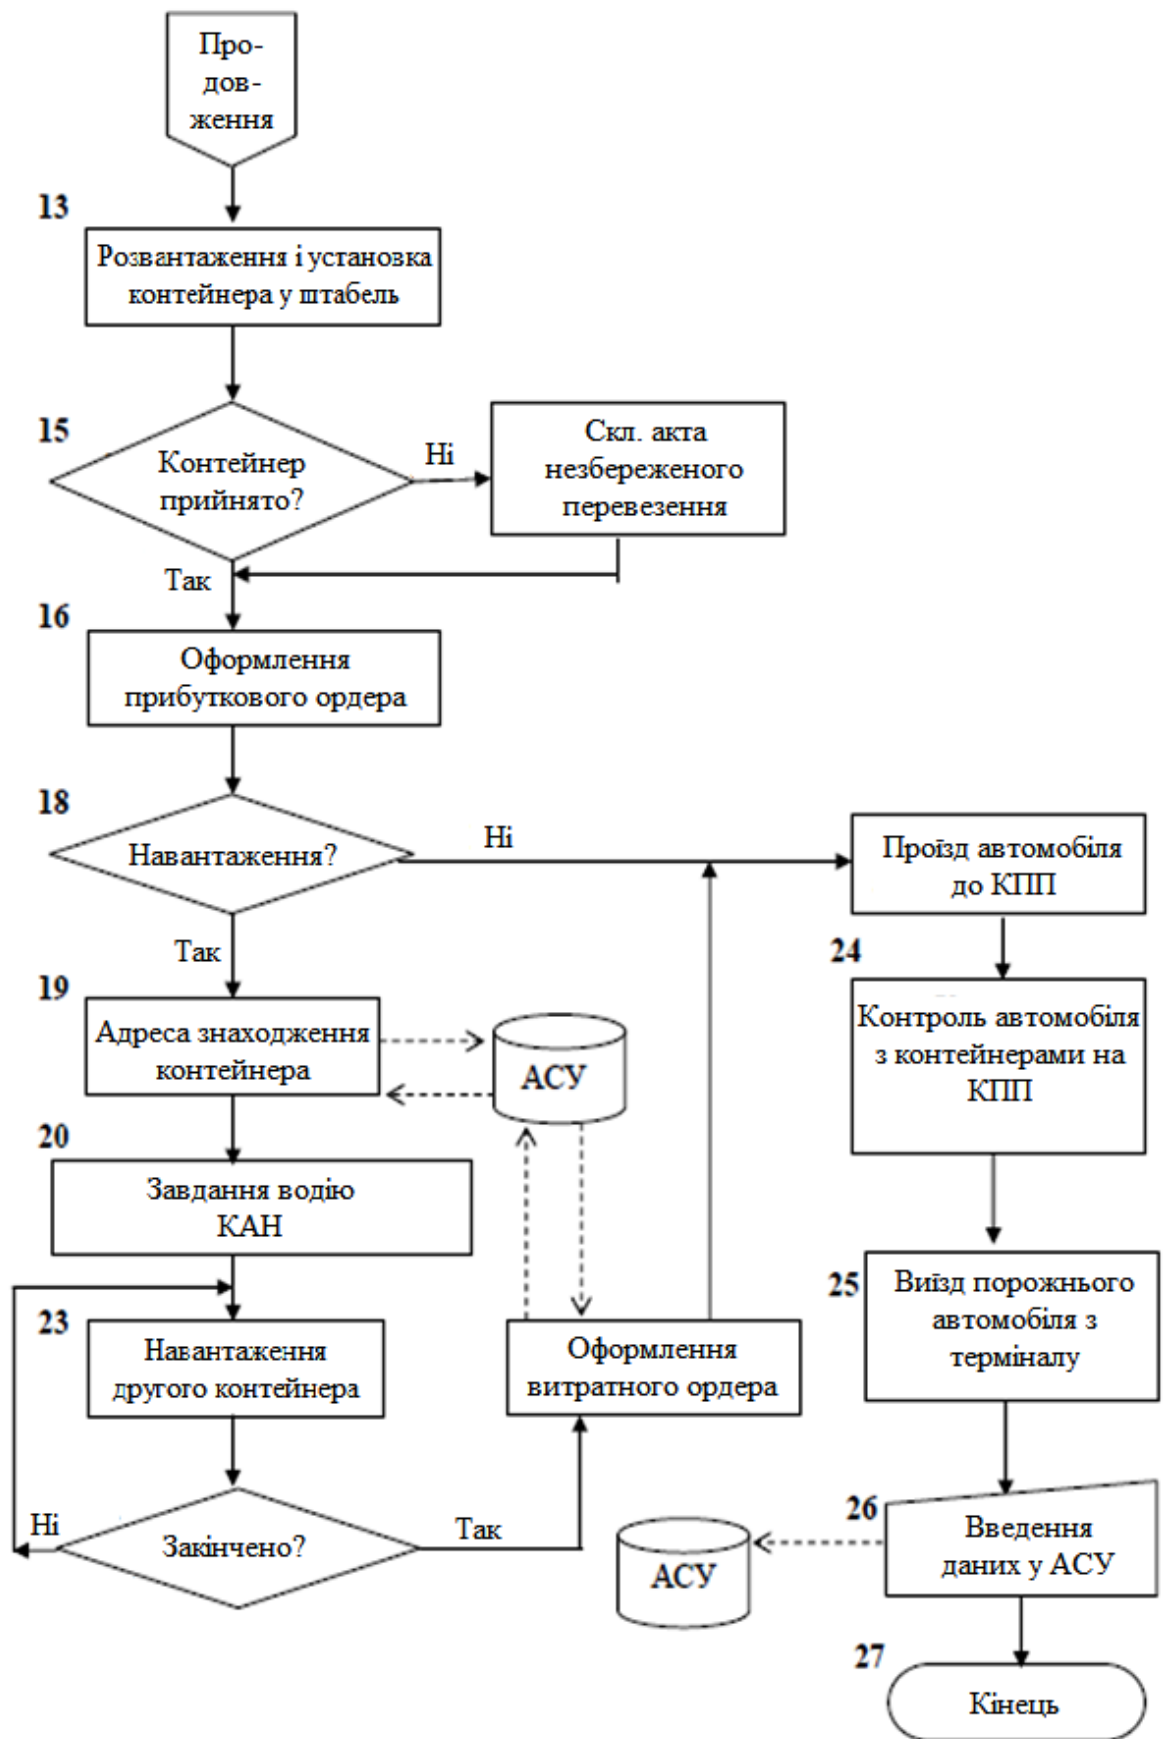 Про-
дов-
ження
13
Розвантаження і установка
контейнера у штабель
15
Контейнер
прийнято?
Ні
Скл. акта
незбереженого
перевезення
Так
16
Оформлення
прибуткового ордера
18
Навантаження?
Ні
Проїзд автомобіля
до КПП
Так
24
19
Адреса знаходження
контейнера
АСУ
Контроль автомобіля
з контейнерами на
КПП
20
Завдання водію
КАН
25
Виїзд порожнього
автомобіля з
терміналу
23
Навантаження
другого контейнера
Оформлення
витратного ордера
Ні
Закінчено?
Так
АСУ
26
Введення
даних у АСУ
27
Кінець